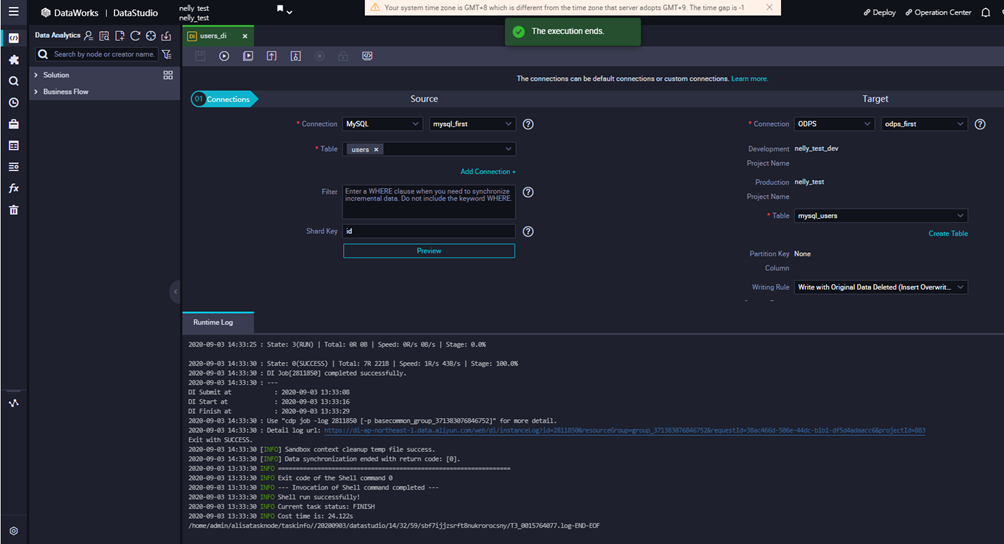 DataWorks | DataStudio
nelly_test
nelly_test
Your system time zone is GMT+8 which is different from the time zone that server adopts GMT+9. The time gap is -1
Deploy
Operation Center
Data Analytics
Search by node or creator name.
Solution
Business Flow
DI users_di
The execution ends.
The connections can be default connections or custom connections. Learn more.
01 Connections
Source
Target
* Connection MySQL mysql_first
* Table users
Add Connection +
Filter Enter a WHERE clause when you need to synchronize
incremental data. Do not include the keyword WHERE.
Shard Key id
Preview
* Connection ODPS odps_first
Development nelly_test_dev
Project Name
Production nelly_test
Project Name
* Table mysql_users
Create Table
Partition Key None
Column
Writing Rule Write with Original Data Deleted (Insert Overwrit...
Runtime Log
2020-09-03 14:33:25 : State: 3(RUN) | Total: 0R 0B | Speed: 0R/s 0B/s | Stage: 0.0%
2020-09-03 14:33:30 : State: 0(SUCCESS) | Total: 7R 221B | Speed: 1R/s 43B/s | Stage: 100.0%
2020-09-03 14:33:30 : DI Job[2811850] completed successfully.
2020-09-03 14:33:30 : ---
DI Submit at : 2020-09-03 13:33:08
DI Start at : 2020-09-03 13:33:16
DI Finish at : 2020-09-03 13:33:29
2020-09-03 14:33:30 : Use "cdp job -log 2811850 [-p basecommon_group_371383076846752]" for more detail.
2020-09-03 14:33:30 : Detail log url: https://di-ap-northeast-1.data.aliyun.com/web/di/instanceLog?id=2811850&resourceGroup=group_371383076846752&requestId=38ac466d-506e-44dc-b1b1-df5d4adaacc6&projectId=883
Exit with SUCCESS.
2020-09-03 13:33:30 [INFO] Sandbox context cleanup temp file success.
2020-09-03 13:33:30 [INFO] Data synchronization ended with return code: [0].
2020-09-03 13:33:30 INFO ==================================================================
2020-09-03 13:33:30 INFO Exit code of the Shell command 0
2020-09-03 13:33:30 INFO --- Invocation of Shell command completed ---
2020-09-03 13:33:30 INFO Shell run successfully!
2020-09-03 13:33:30 INFO Current task status: FINISH
2020-09-03 13:33:30 INFO Cost time is: 24.122s
/home/admin/alisatasknode/taskinfo//20200903/datastudio/14/32/59/sbf7ijjzsrft8nukrorocsny/T3_0015764077.log-END-EOF